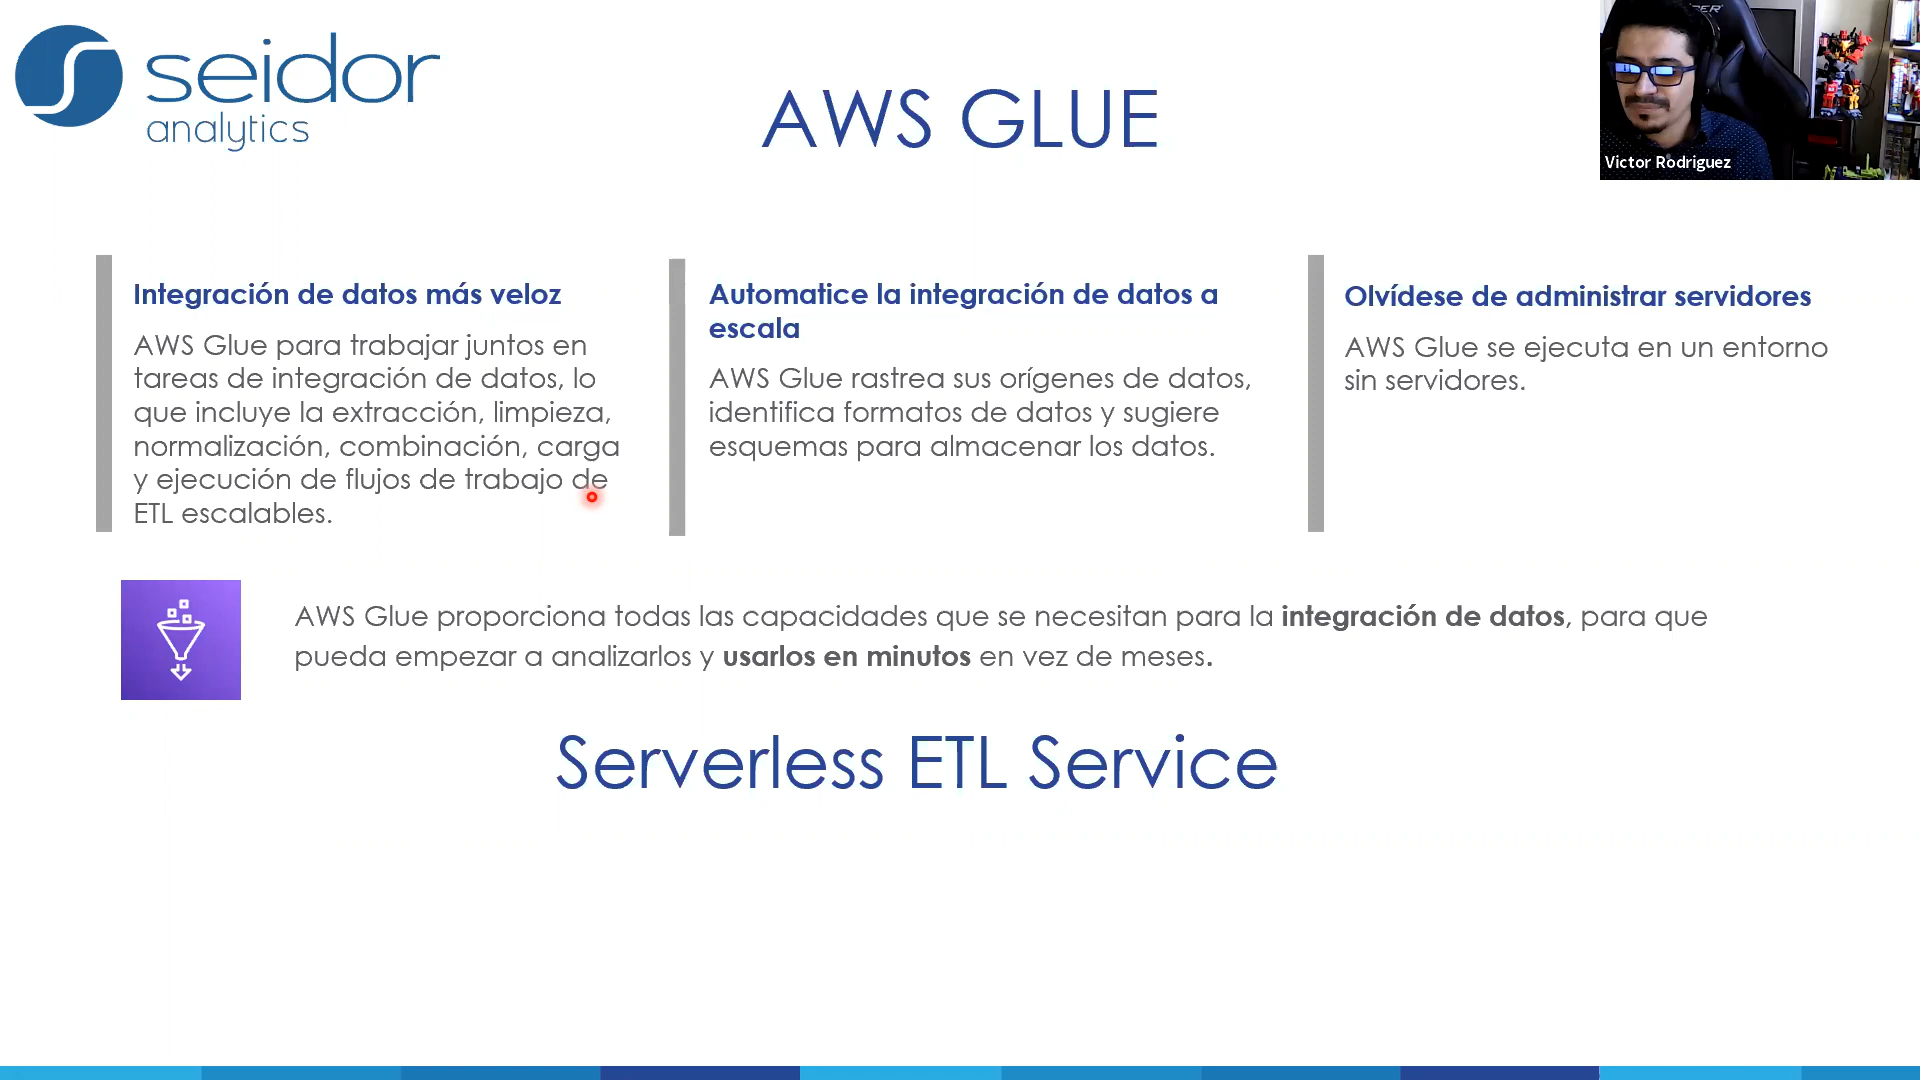 seidor
analytics
AWS GLUE
Victor Rodriguez
Integración de datos más veloz
AWS Glue para trabajar juntos en
tareas de integración de datos, lo
que incluye la extracción, limpieza,
normalización, combinación, carga
y ejecución de flujos de trabajo de
ETL escalables.
Automatice la integración de datos a
escala
AWS Glue rastrea sus orígenes de datos,
identifica formatos de datos y sugiere
esquemas para almacenar los datos.
Olvídese de administrar servidores
AWS Glue se ejecuta en un entorno
sin servidores.
AWS Glue proporciona todas las capacidades que se necesitan para la integración de datos, para que
pueda empezar a analizarlos y usarlos en minutos en vez de meses.
Serverless ETL Service